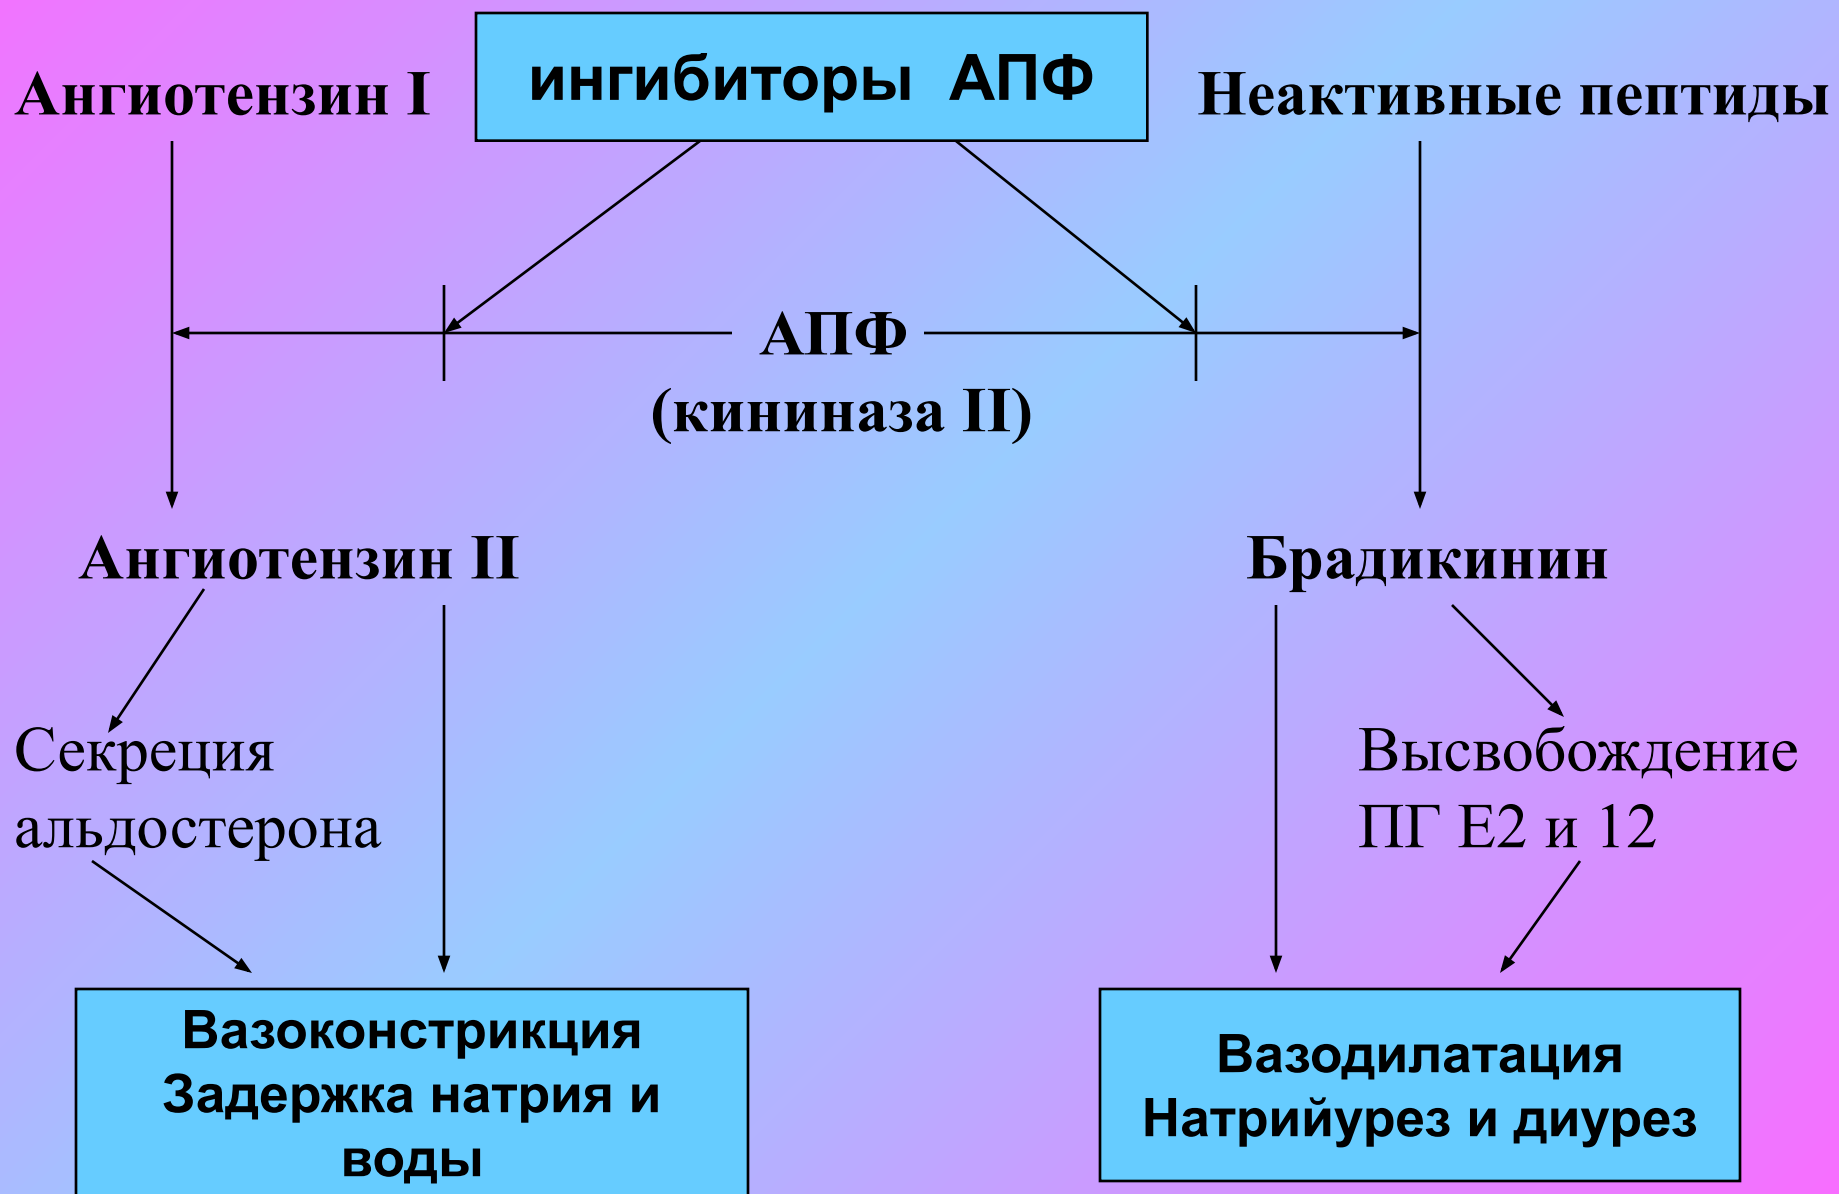 ингибиторы АПФ
Ангиотензин I
Неактивные пептиды
АПФ
(кининаза II)
Ангиотензин II
Брадикинин
Секреция
альдостерона
Высвобождение
ПГ Е2 и 12
Вазоконстрикция
Задержка натрия и
воды
Вазодилатация
Натрийурез и диурез